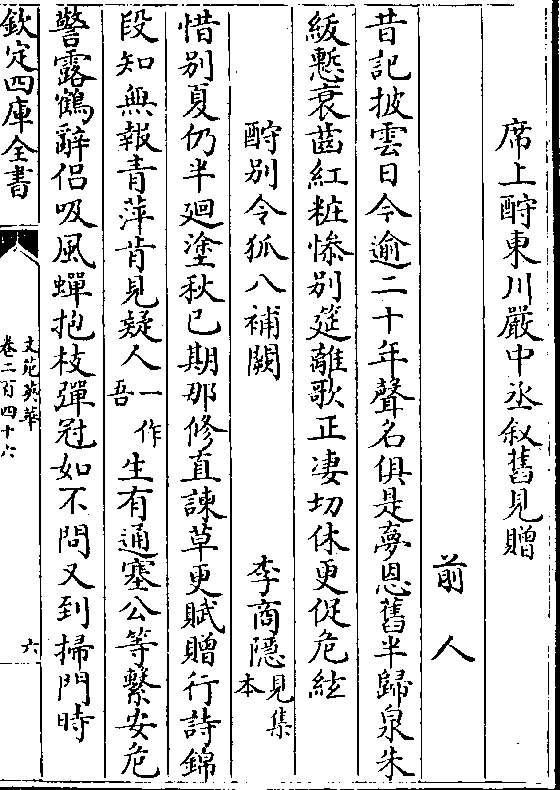 席上酧東川嚴中丞叙舊見贈
前人
昔記披雲日今逾二十年聲名俱是夢恩舊半歸泉朱
紱慙衰齒紅粧慘别筵離歌正凄切休更促危絃
酧别令狐八補闕
李商隱見集本
惜别夏仍半廻塗秋已期那修直諫草更賦贈行詩錦
段知無報青萍肯見疑人一作吾生有通塞公等繫安危
警露鶴辭侣吸風蟬抱枝彈冠如不問又到掃門時
欽定四庫全書
文苑英華
卷二百四十六
六